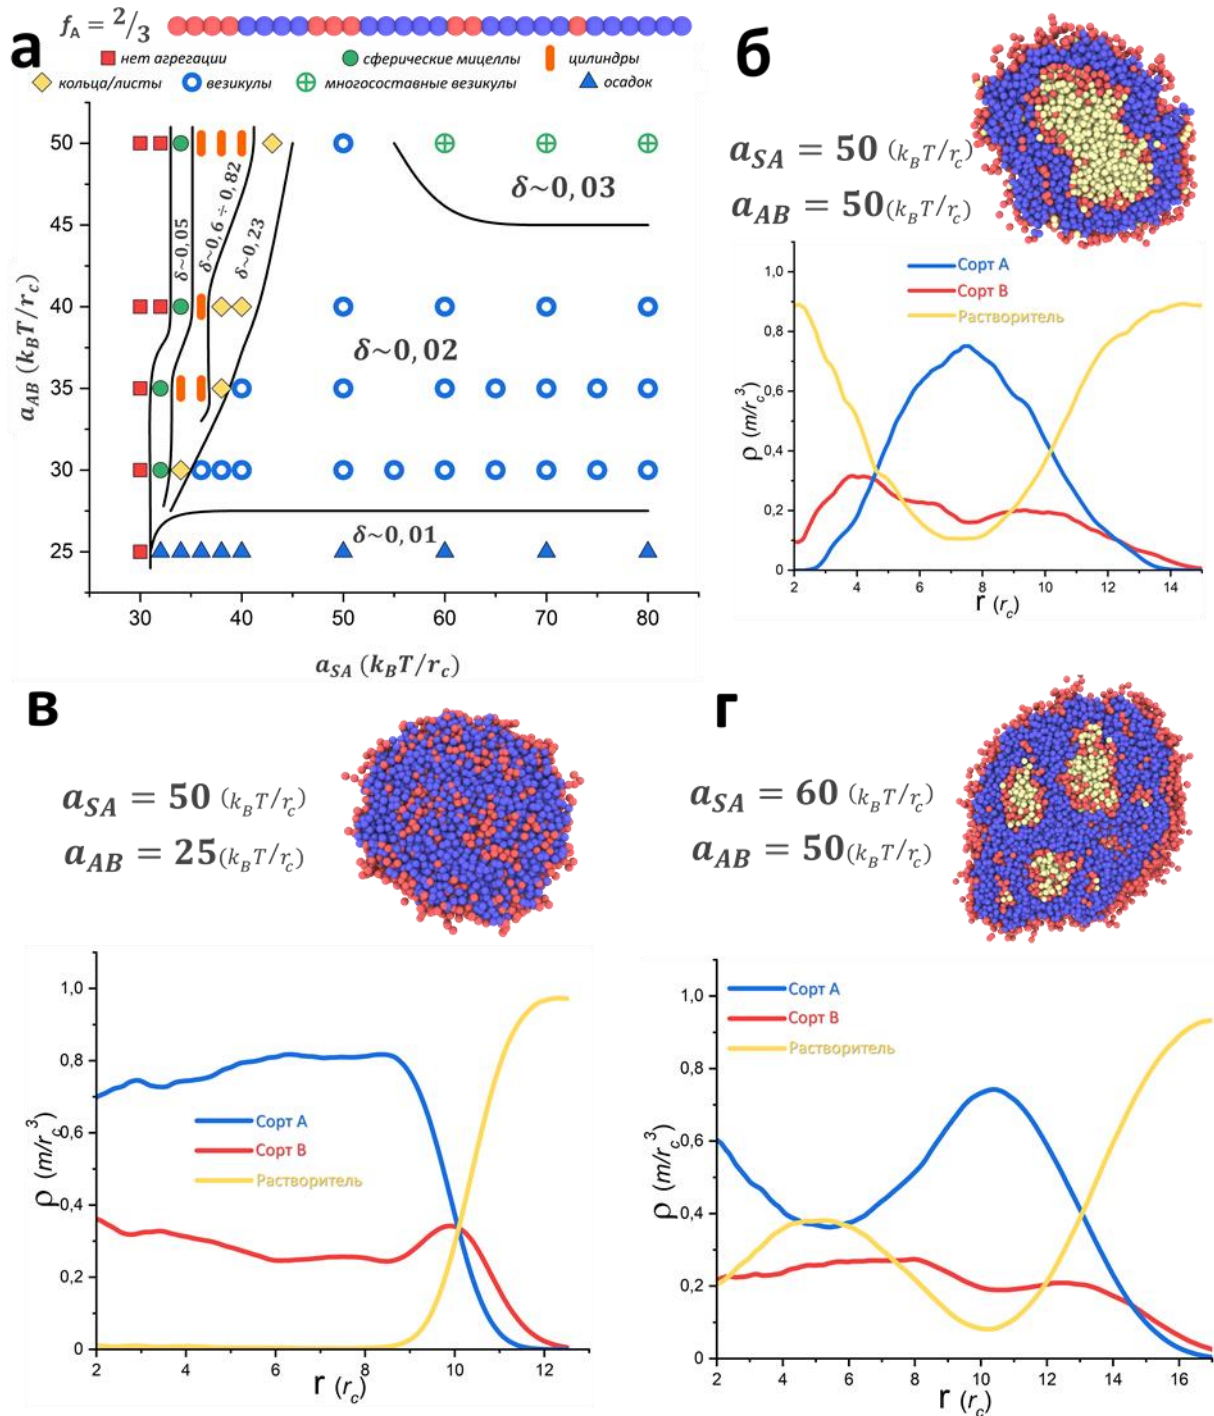 а
f_A = 2/3
нет агрегации
сферические мицеллы
цилиндры
кольца/листы
везикулы
многосоставные везикулы
осадок
50
45
40
35
30
25
a_AB (k_BT/r_c)
δ~0,05
δ~0,6÷0,82
δ~0,23
δ~0,03
δ~0,02
δ~0,01
30
40
50
60
70
80
a_SA (k_BT/r_c)
б
a_SA = 50 (k_BT/r_c)
a_AB = 50(k_BT/r_c)
Сорт А
Сорт В
Растворитель
1,0
0,8
0,6
0,4
0,2
0
ρ (m/r_c^3)
2
4
6
8
10
12
14
r (r_c)
в
a_SA = 50 (k_BT/r_c)
a_AB = 25(k_BT/r_c)
1,0
0,8
0,6
0,4
0,2
0
ρ (m/r_c^3)
Сорт А
Сорт В
Растворитель
2
4
6
8
10
12
r (r_c)
г
a_SA = 60 (k_BT/r_c)
a_AB = 50(k_BT/r_c)
Сорт А
Сорт В
Растворитель
1,0
0,8
0,6
0,4
0,2
0
ρ (m/r_c^3)
2
4
6
8
10
12
14
16
r (r_c)